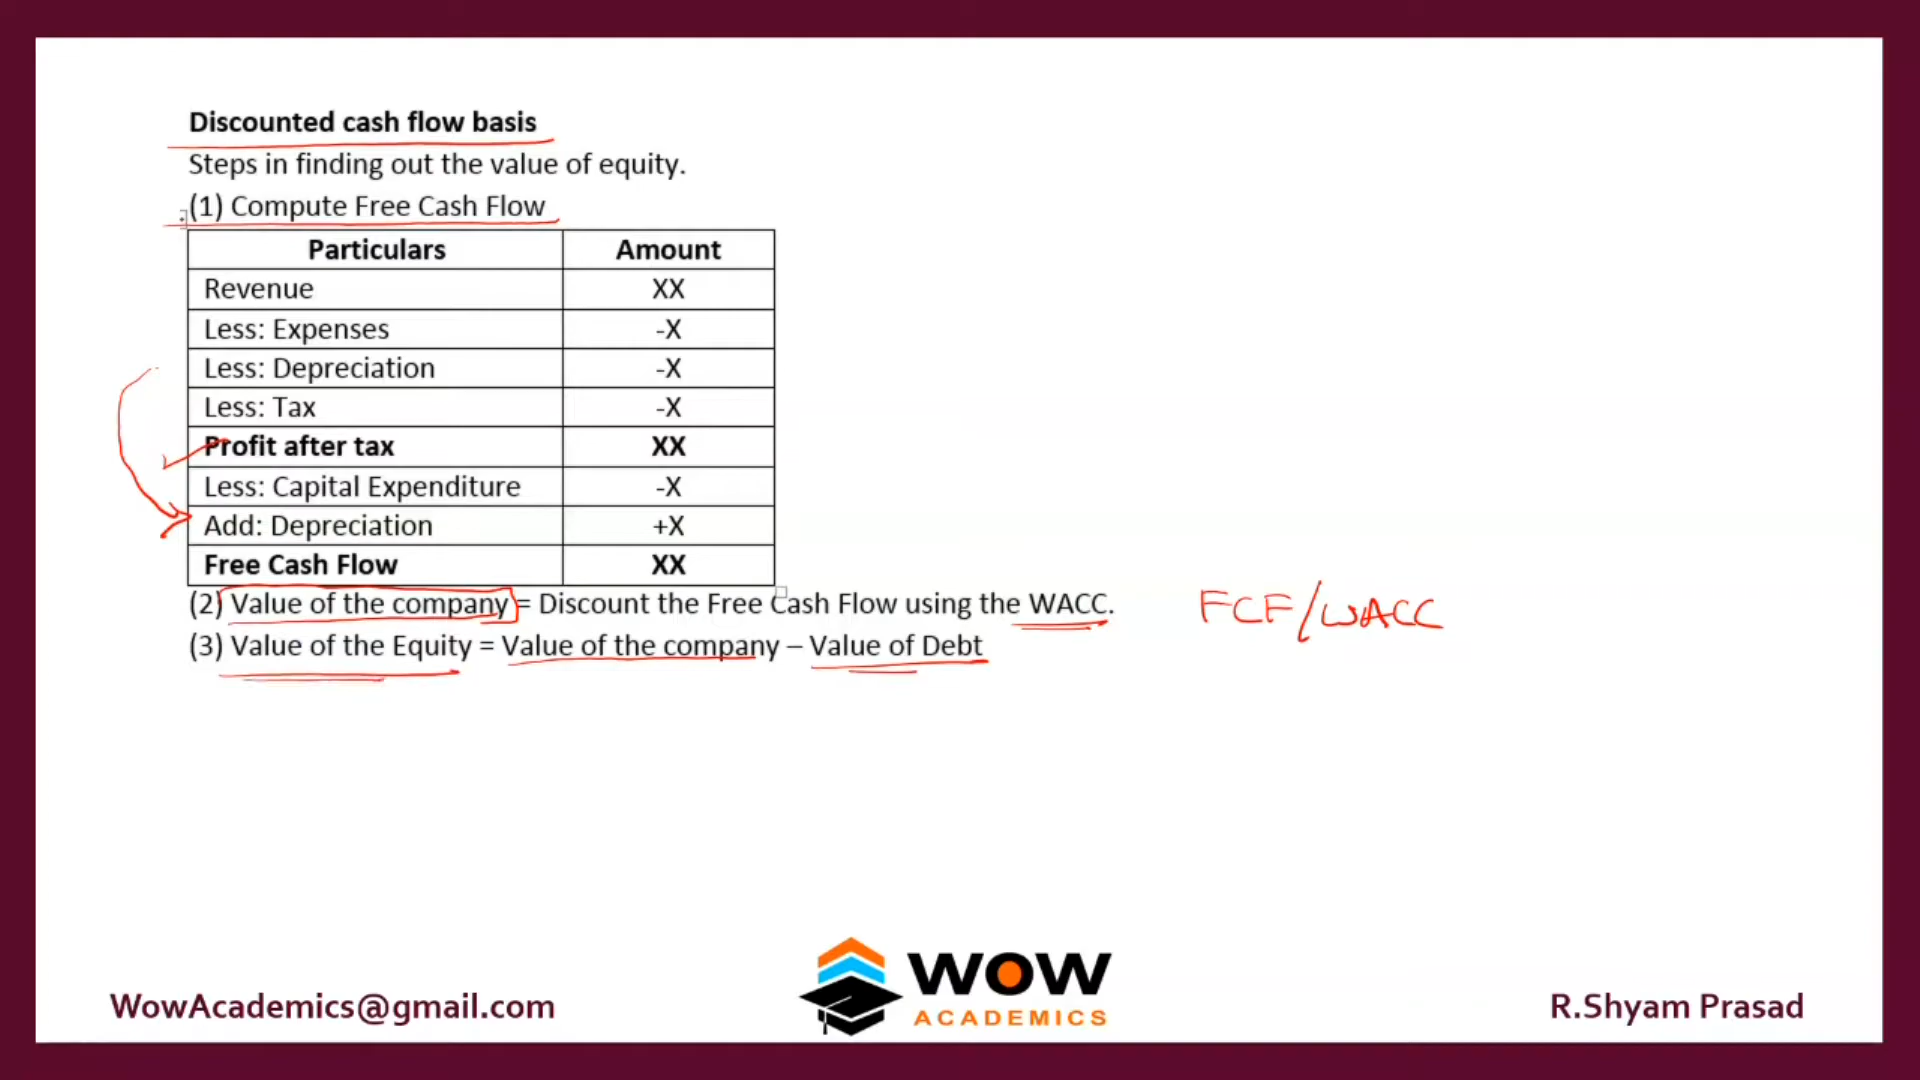 Discounted cash flow basis
Steps in finding out the value of equity.
(1) Compute Free Cash Flow
Particulars Amount
Revenue XX
Less: Expenses -X
Less: Depreciation -X
Less: Tax -X
Profit after tax XX
Less: Capital Expenditure -X
Add: Depreciation +X
Free Cash Flow XX
(2) Value of the company = Discount the Free Cash Flow using the WACC. FCF/WACC
(3) Value of the Equity = Value of the company – Value of Debt
WOW
ACADEMICS
WowAcademics@gmail.com R.Shyam Prasad